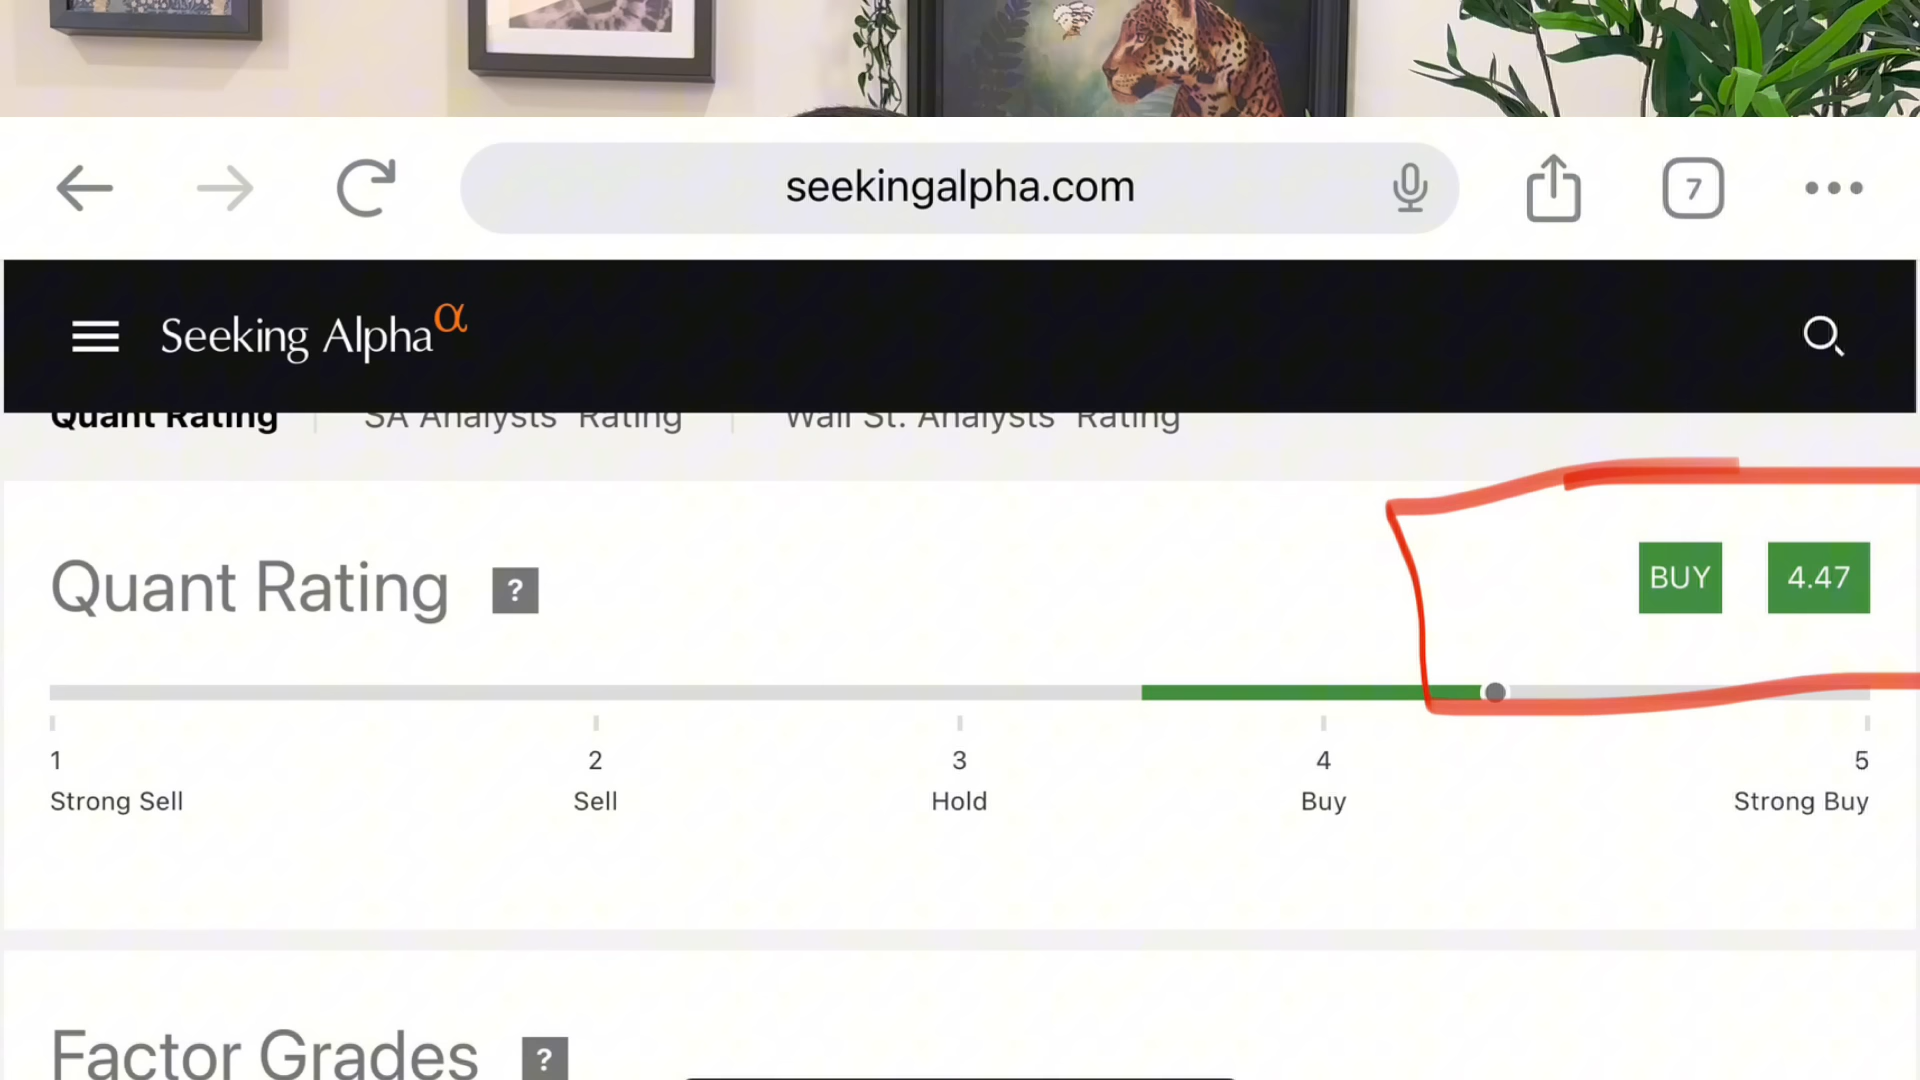 seekingalpha.com
7
Seeking Alpha α
Quant Rating
SA Analysts' Rating
Wall St. Analysts' Rating
Quant Rating ?
BUY 4.47
1 2 3 4 5
Strong Sell Sell Hold Buy Strong Buy
Factor Grades ?